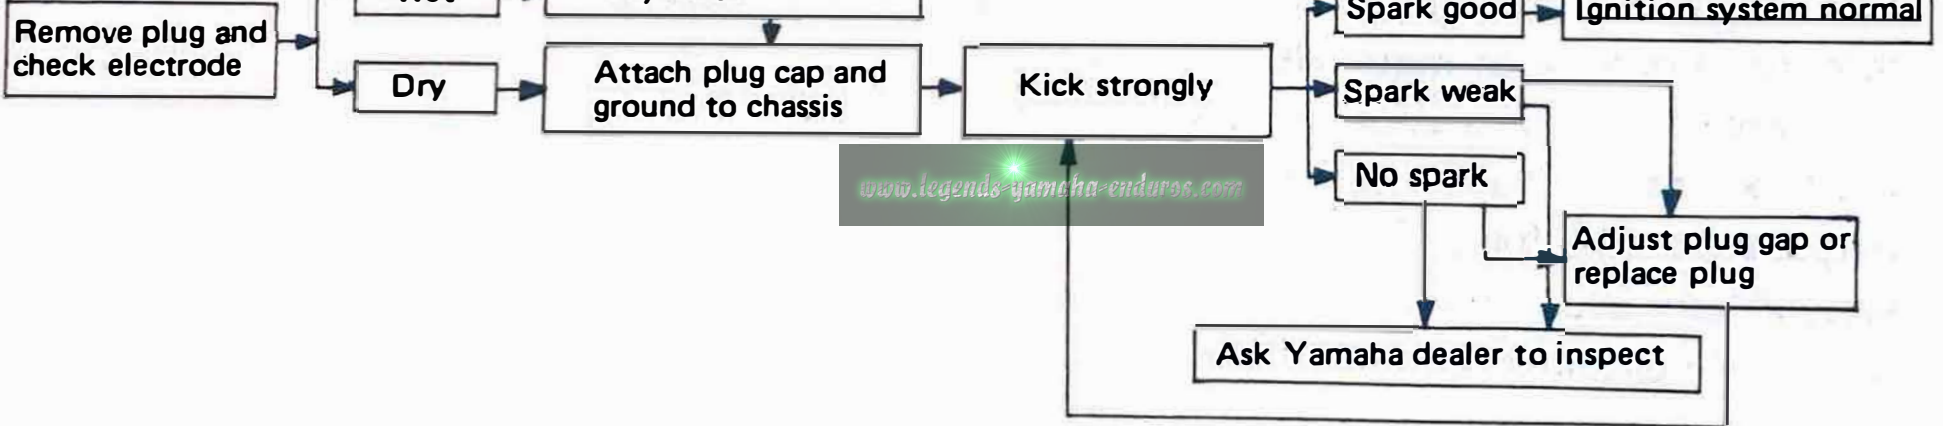 Spark good
Ignition system normal
Remove plug and
check electrode
Dry
Attach plug cap and
ground to chassis
Kick strongly
Spark weak
No spark
www.legends-yamaha-enduros.com
Adjust plug gap or
replace plug
Ask Yamaha dealer to inspect